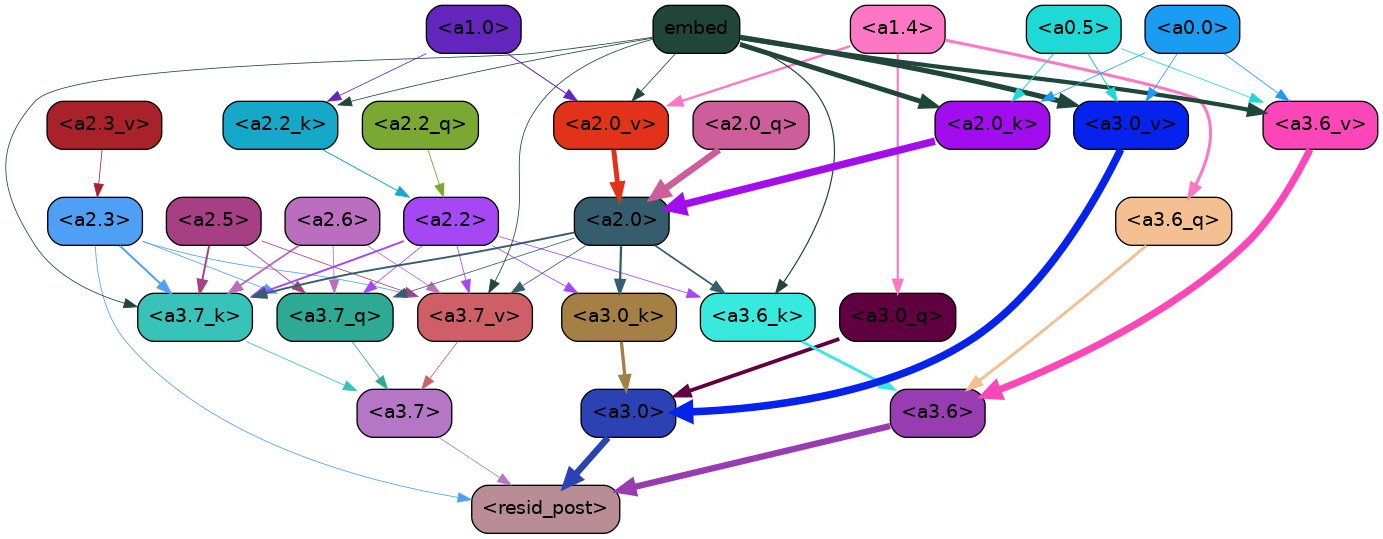 <a1.0> embed <a1.4> <a0.5> <a0.0>
<a2.3_v> <a2.2_k> <a2.2_q> <a2.0_v> <a2.0_q> <a2.0_k> <a3.0_v> <a3.6_v>
<a2.3> <a2.5> <a2.6> <a2.2> <a2.0> <a3.6_q>
<a3.7_k> <a3.7_q> <a3.7_v> <a3.0_k> <a3.6_k> <a3.0_q>
<a3.7> <a3.0> <a3.6>
<resid_post>